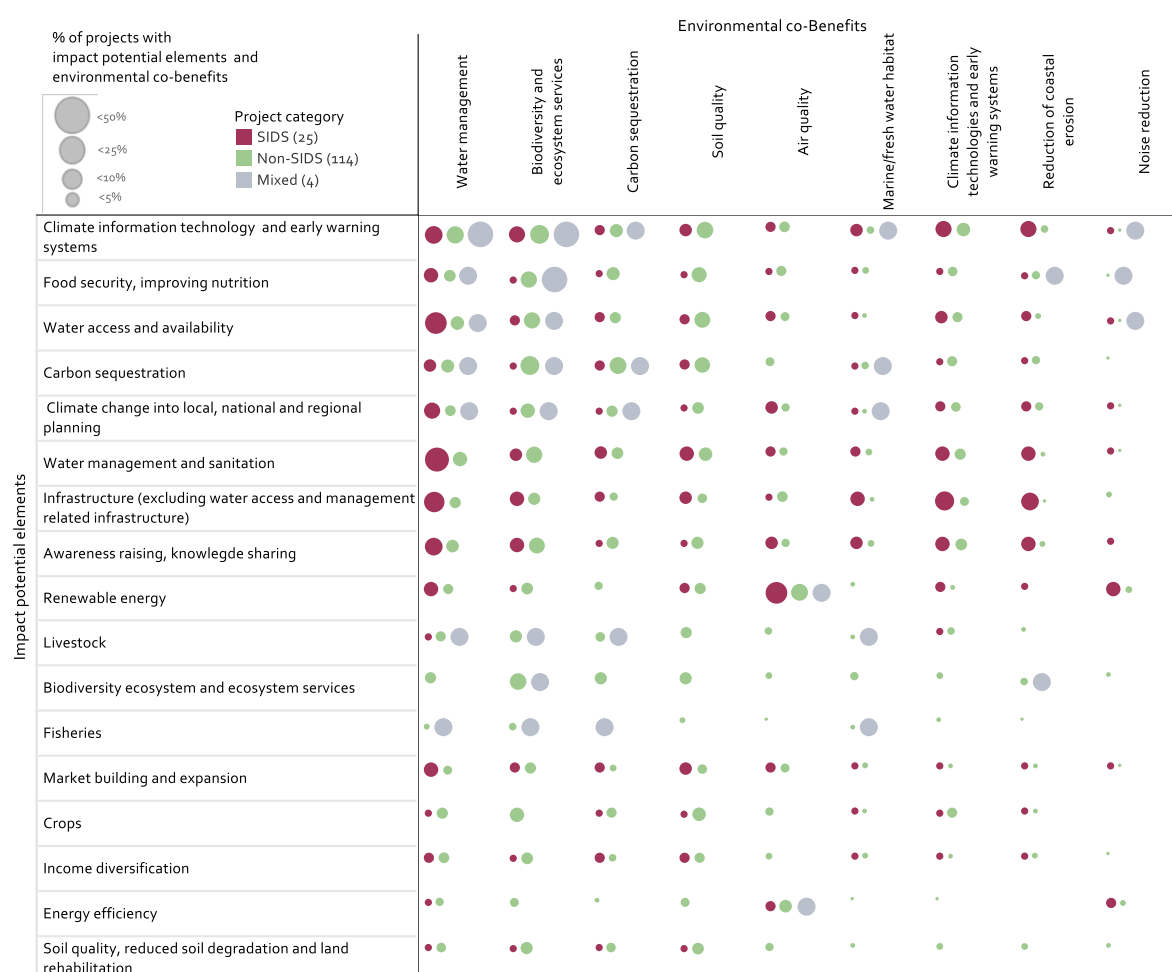 Environmental co-Benefits
% of projects with
impact potential elements and
environmental co-benefits
<50%
<25%
<10%
<5%
Project category
SIDS (25)
Non-SIDS (114)
Mixed (4)
Water management
Biodiversity and
ecosystem services
Carbon sequestration
Soil quality
Air quality
Marine/fresh water habitat
Climate information
technologies and early
warning systems
Reduction of coastal
erosion
Noise reduction
Impact potential elements
Climate information technology and early warning
systems
Food security, improving nutrition
Water access and availability
Carbon sequestration
Climate change into local, national and regional
planning
Water management and sanitation
Infrastructure (excluding water access and management
related infrastructure)
Awareness raising, knowlegde sharing
Renewable energy
Livestock
Biodiversity ecosystem and ecosystem services
Fisheries
Market building and expansion
Crops
Income diversification
Energy efficiency
Soil quality, reduced soil degradation and land
rehabilitation